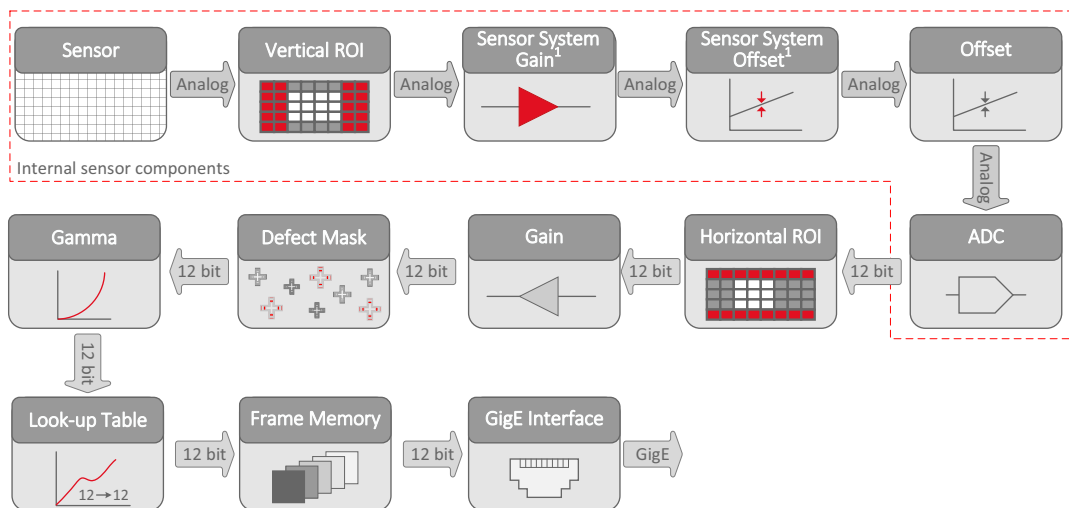 Sensor
Analog
Vertical ROI
Analog
Sensor System
Gain¹
Analog
Sensor System
Offset¹
Analog
Offset
Internal sensor components
Analog
ADC
12 bit
Horizontal ROI
12 bit
Gain
12 bit
Defect Mask
12 bit
Gamma
12 bit
Look-up Table
12→12
12 bit
Frame Memory
12 bit
GigE Interface
GigE